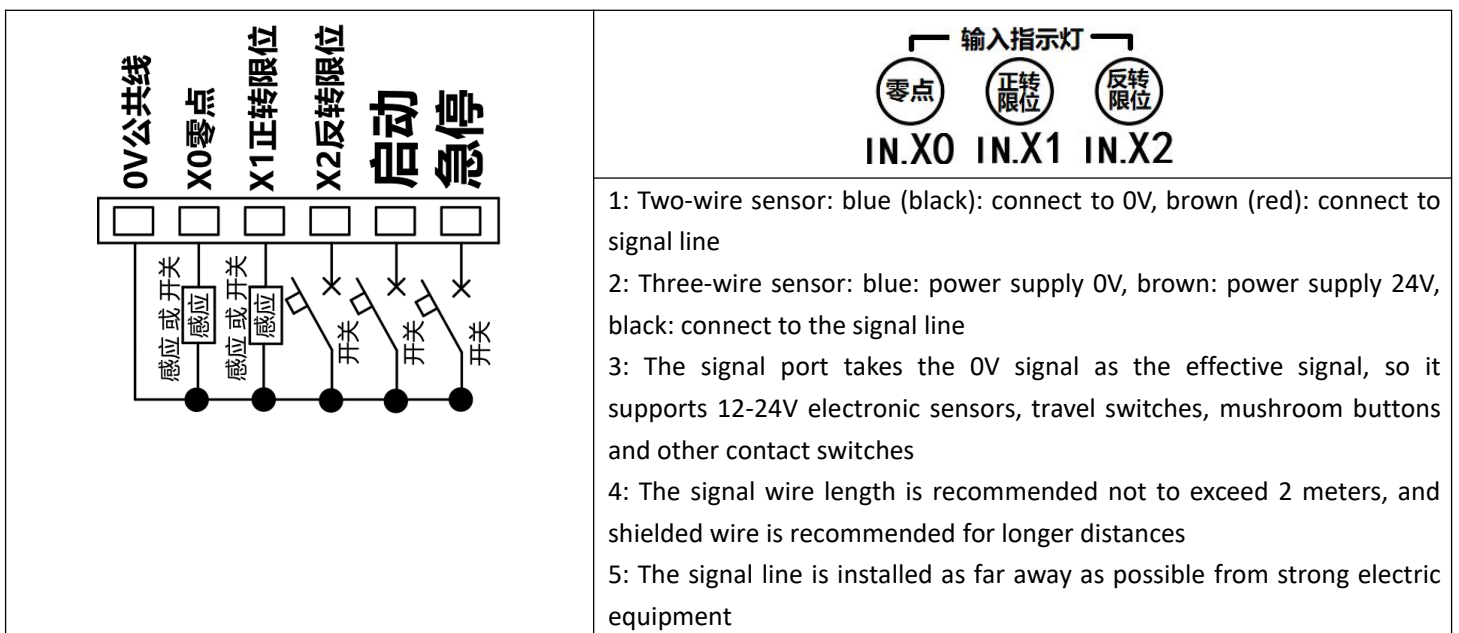 0V公共线
X0零点
X1正转限位
X2反转限位
启动
急停
感应 或 开关
感应
感应 或 开关
感应
开关
开关
开关
输入指示灯
零点
正转
限位
反转
限位
IN.X0 IN.X1 IN.X2
1: Two-wire sensor: blue (black): connect to 0V, brown (red): connect to
signal line
2: Three-wire sensor: blue: power supply 0V, brown: power supply 24V,
black: connect to the signal line
3: The signal port takes the 0V signal as the effective signal, so it
supports 12-24V electronic sensors, travel switches, mushroom buttons
and other contact switches
4: The signal wire length is recommended not to exceed 2 meters, and
shielded wire is recommended for longer distances
5: The signal line is installed as far away as possible from strong electric
equipment